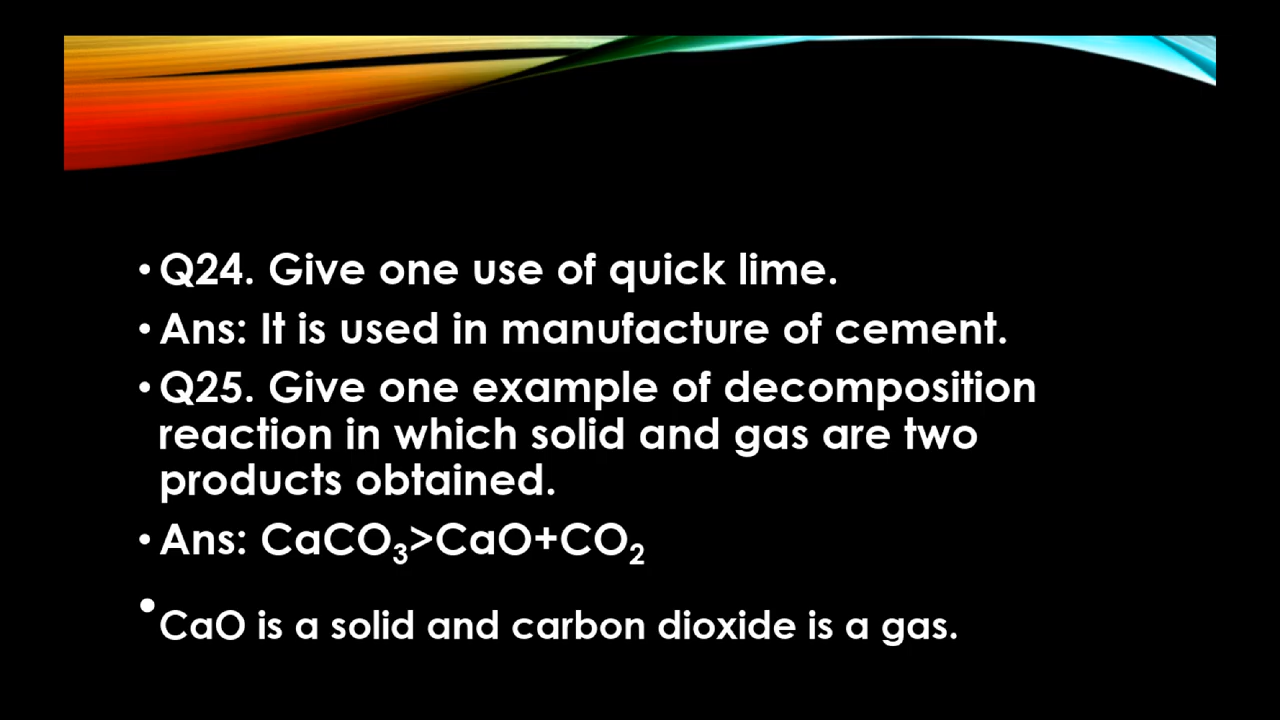 • Q24. Give one use of quick lime.
• Ans: It is used in manufacture of cement.
• Q25. Give one example of decomposition
reaction in which solid and gas are two
products obtained.
• Ans: CaCO₃>CaO+CO₂
• CaO is a solid and carbon dioxide is a gas.